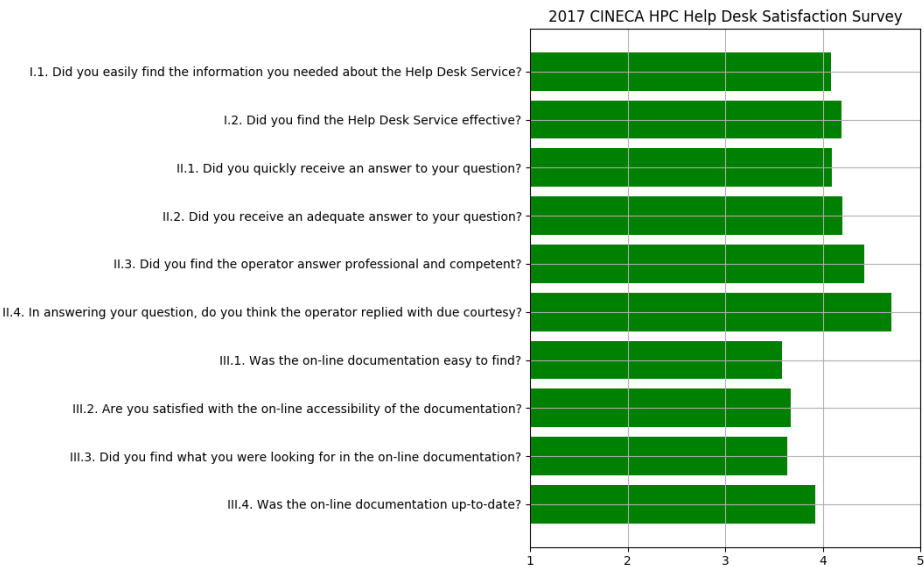 2017 CINECA HPC Help Desk Satisfaction Survey
I.1. Did you easily find the information you needed about the Help Desk Service?
I.2. Did you find the Help Desk Service effective?
II.1. Did you quickly receive an answer to your question?
II.2. Did you receive an adequate answer to your question?
II.3. Did you find the operator answer professional and competent?
II.4. In answering your question, do you think the operator replied with due courtesy?
III.1. Was the on-line documentation easy to find?
III.2. Are you satisfied with the on-line accessibility of the documentation?
III.3. Did you find what you were looking for in the on-line documentation?
III.4. Was the on-line documentation up-to-date?
1 2 3 4 5